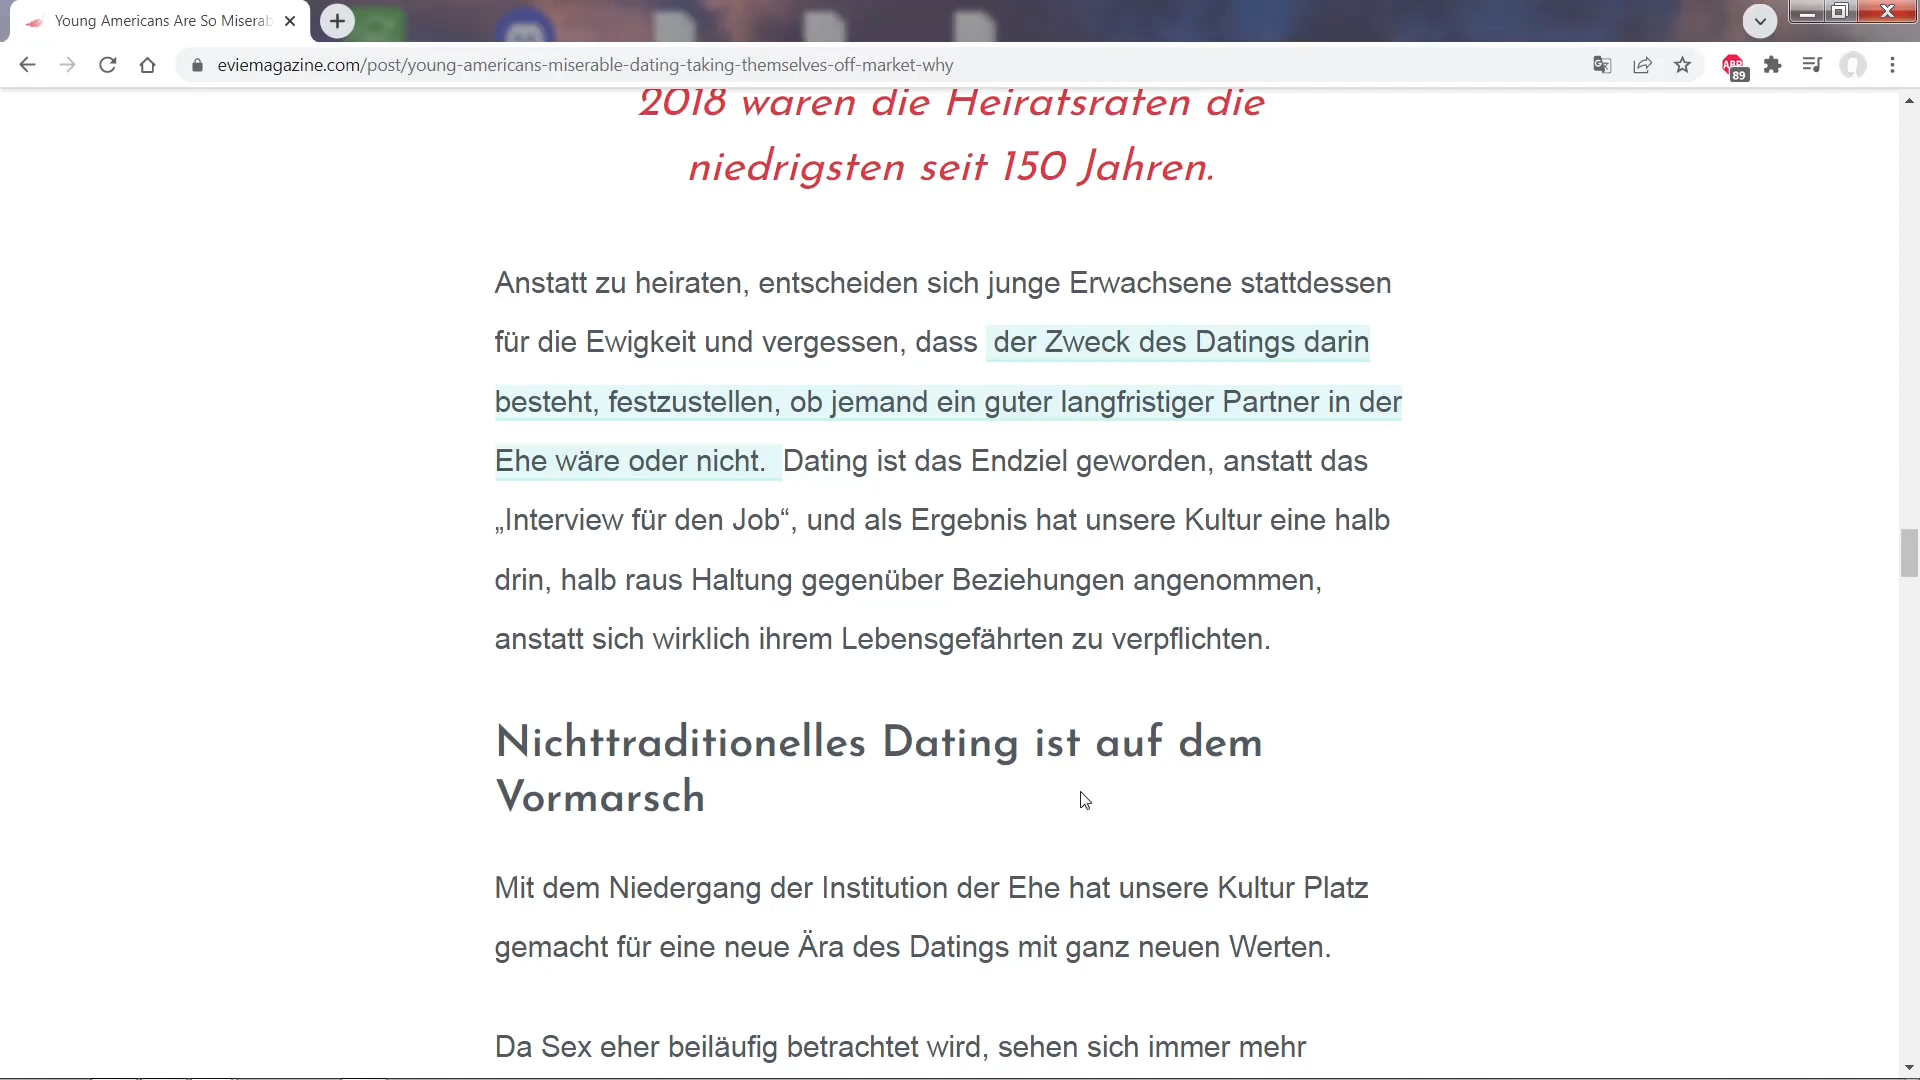 Young Americans Are So Miserab
eviemagazine.com/post/young-americans-miserable-dating-taking-themselves-off-market-why
ABP
89
2018 waren die Heiratsraten die
niedrigsten seit 150 Jahren.
Anstatt zu heiraten, entscheiden sich junge Erwachsene stattdessen
für die Ewigkeit und vergessen, dass der Zweck des Datings darin
besteht, festzustellen, ob jemand ein guter langfristiger Partner in der
Ehe wäre oder nicht. Dating ist das Endziel geworden, anstatt das
„Interview für den Job“, und als Ergebnis hat unsere Kultur eine halb
drin, halb raus Haltung gegenüber Beziehungen angenommen,
anstatt sich wirklich ihrem Lebensgefährten zu verpflichten.
Nichttraditionelles Dating ist auf dem
Vormarsch
Mit dem Niedergang der Institution der Ehe hat unsere Kultur Platz
gemacht für eine neue Ära des Datings mit ganz neuen Werten.
Da Sex eher beiläufig betrachtet wird, sehen sich immer mehr